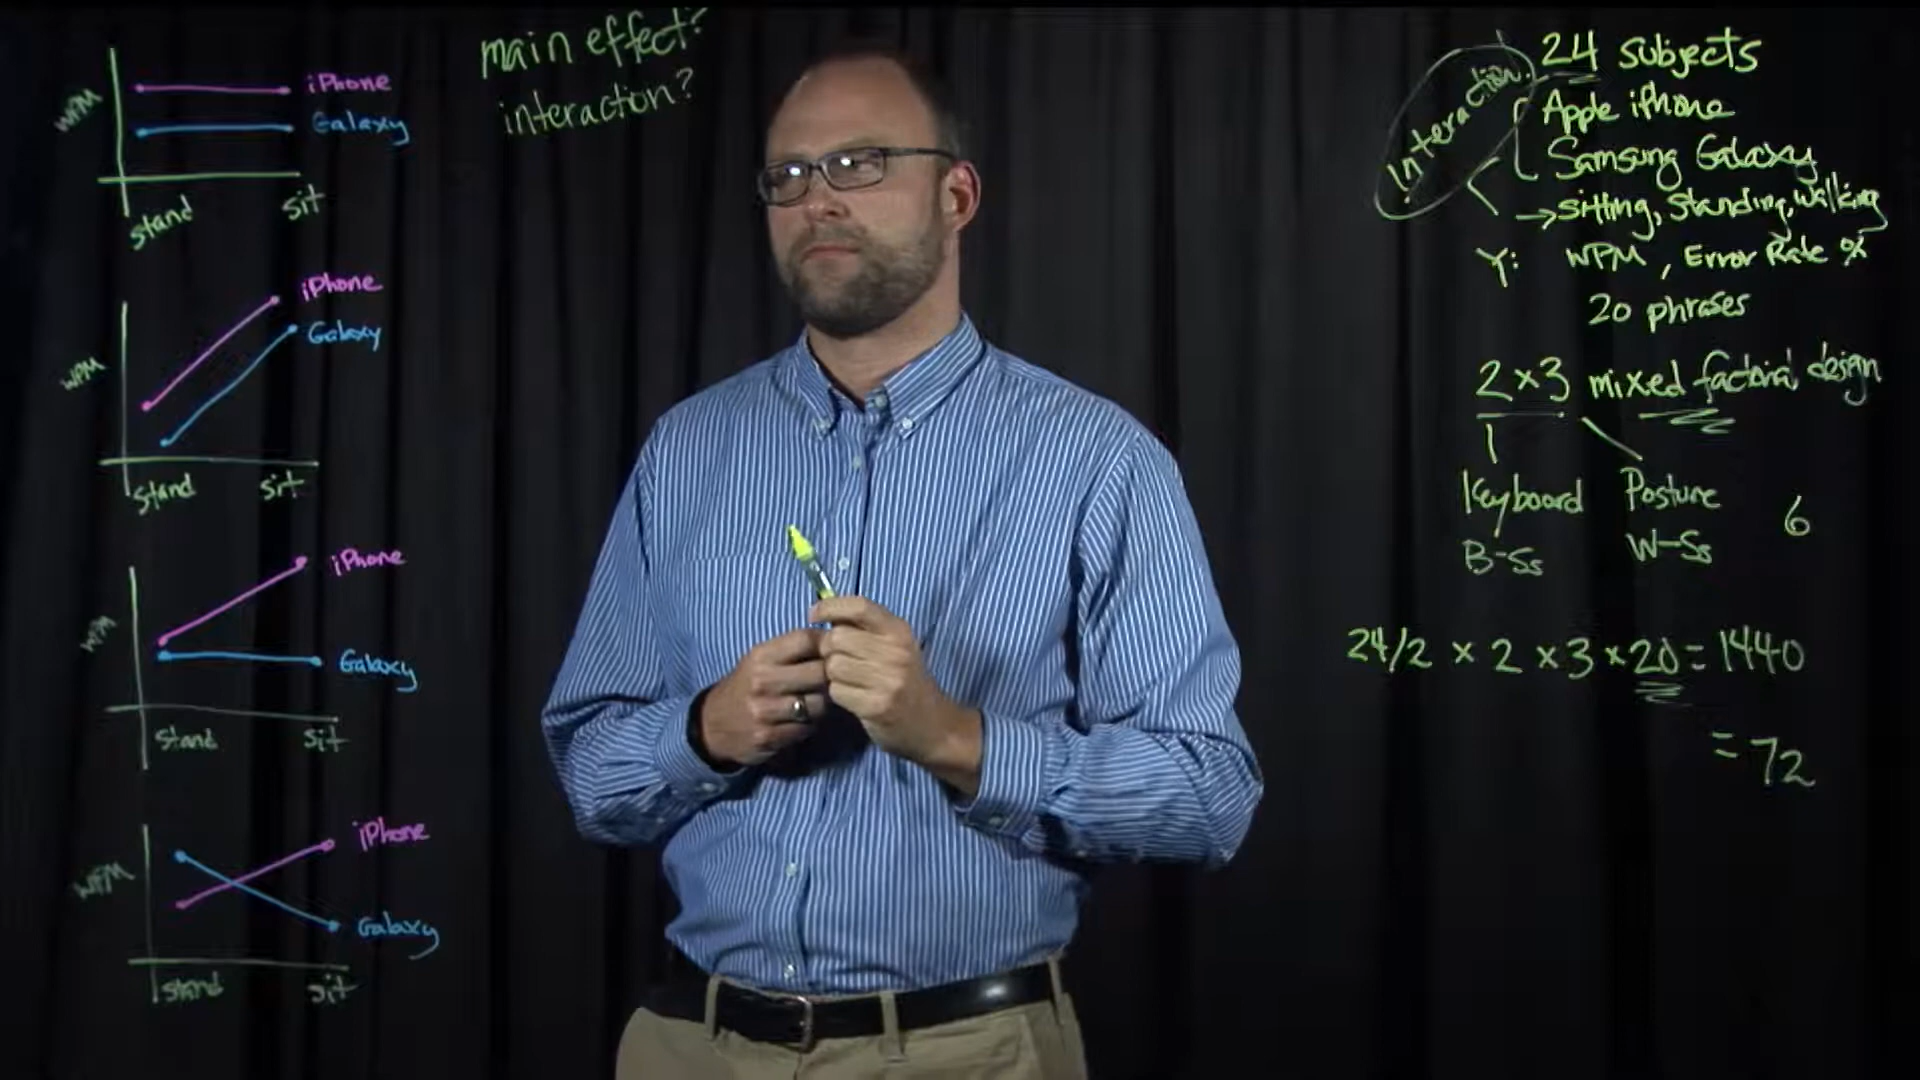 main effect?
interaction?
WPM
iPhone
Galaxy
stand sit
WPM
iPhone
Galaxy
stand sit
WPM
iPhone
Galaxy
stand sit
WPM
iPhone
Galaxy
stand sit
Interaction
24 subjects
Apple iPhone
Samsung Galaxy
→ sitting, standing, walking
Y: WPM, Error Rate %
20 phrases
2×3 mixed factorial design
Keyboard Posture
B-Ss W-Ss 6
24/2 × 2 × 3 × 20 = 1440
= 72